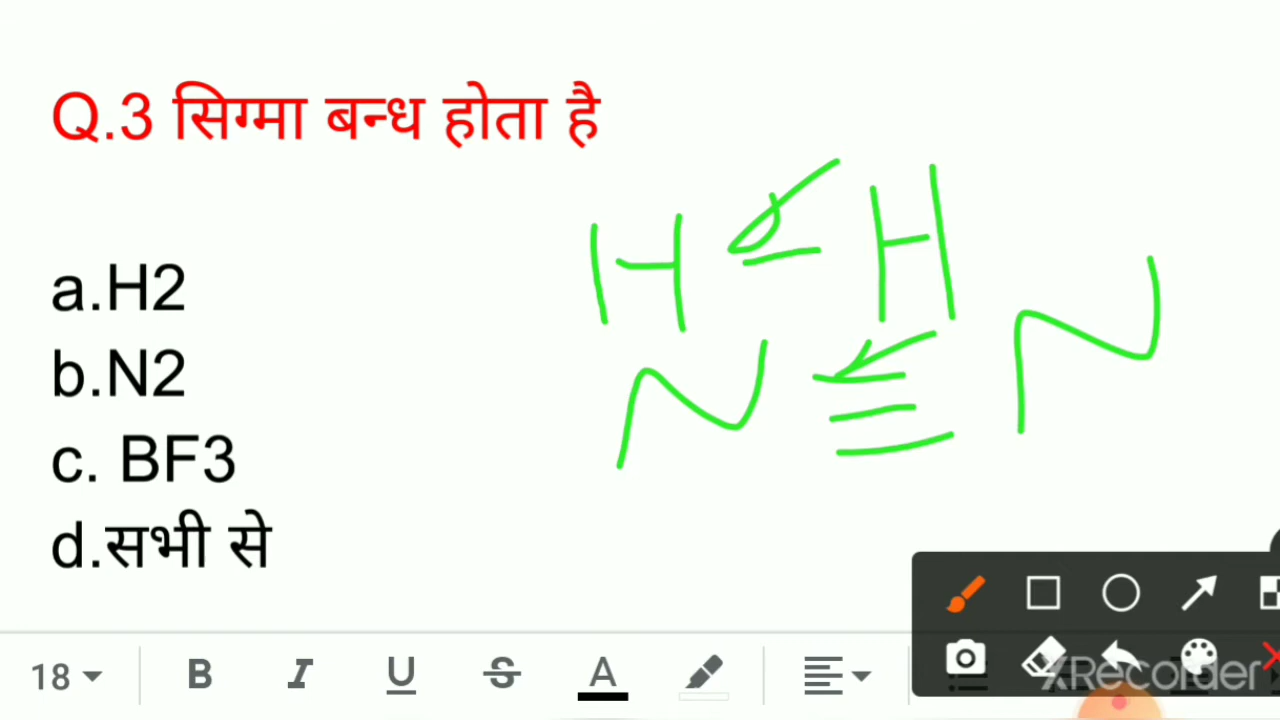 Q.3 सिग्मा बन्ध होता है
H - H
a.H2
N ≡ N
b.N2
c. BF3
d.सभी से
18 B I U S A
XRecorder